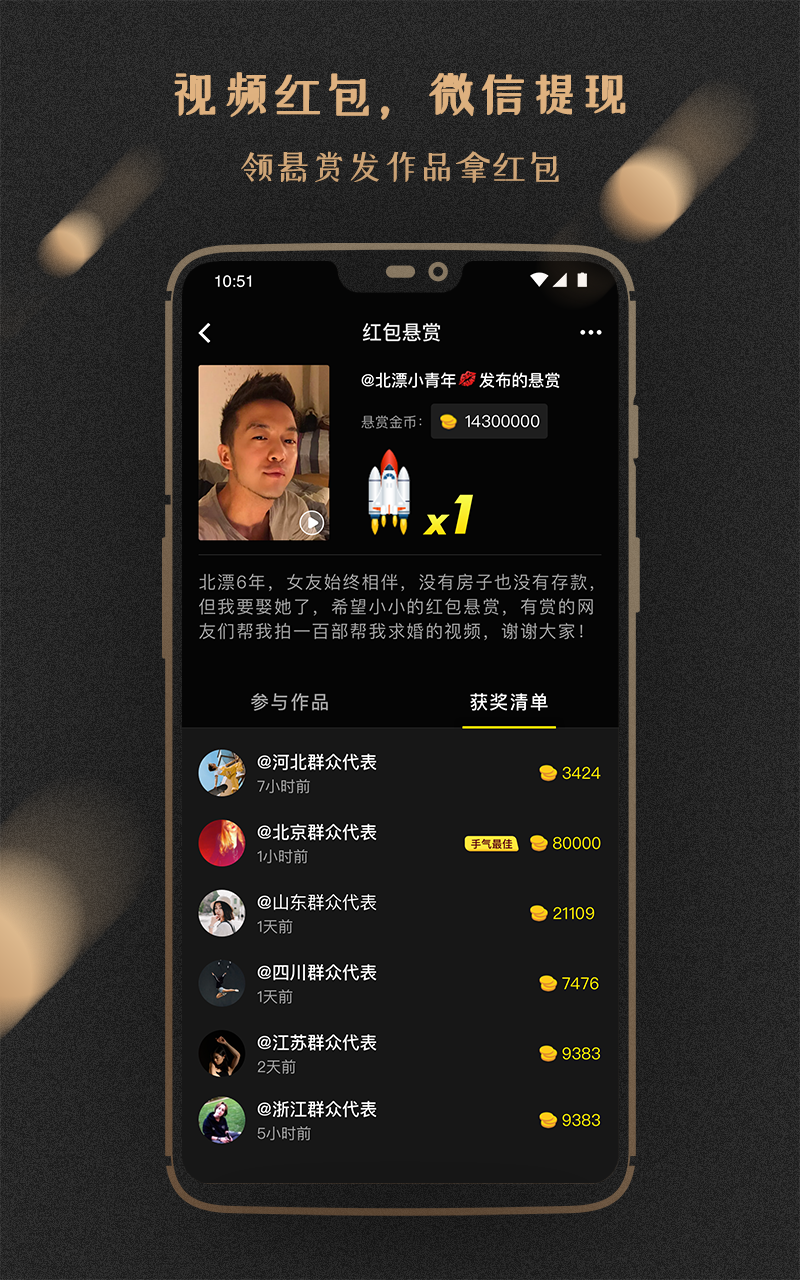 视频红包，微信提现
领悬赏发作品拿红包
10:51
红包悬赏
@北漂小青年💋发布的悬赏
悬赏金币： 14300000
x1
北漂6年，女友始终相伴，没有房子也没有存款，
但我要娶她了，希望小小的红包悬赏，有赏的网
友们帮我拍一百部帮我求婚的视频，谢谢大家！
参与作品 获奖清单
@河北群众代表
3424
7小时前
@北京群众代表
手气最佳 80000
1小时前
@山东群众代表
21109
1天前
@四川群众代表
7476
1天前
@江苏群众代表
9383
2天前
@浙江群众代表
9383
5小时前